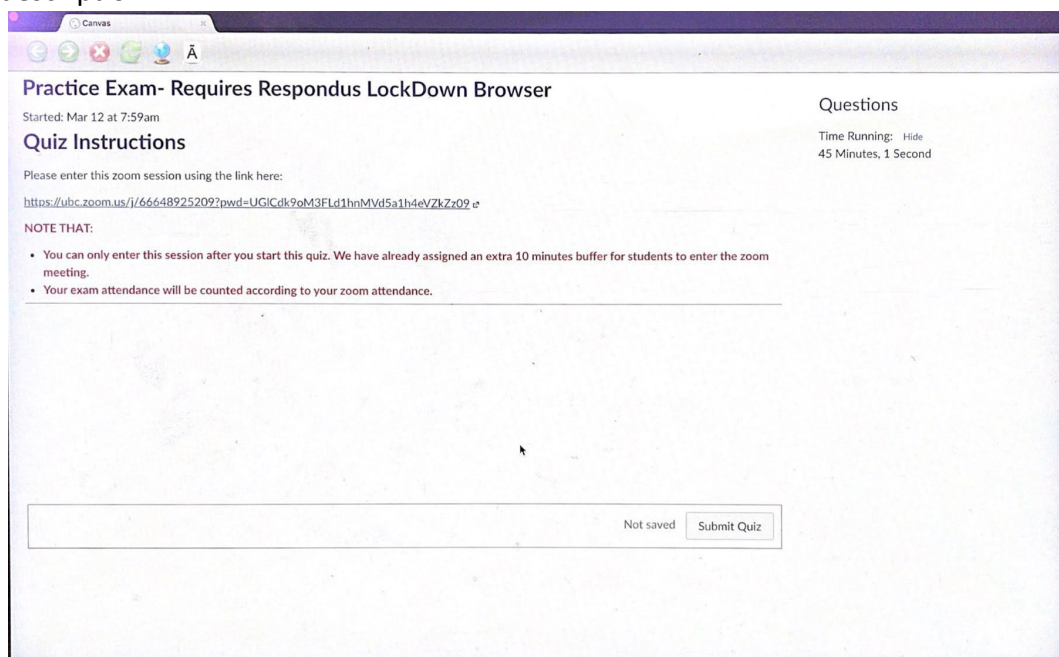 Canvas
Ã
Practice Exam- Requires Respondus LockDown Browser
Started: Mar 12 at 7:59am
Quiz Instructions
Please enter this zoom session using the link here:
https://ubc.zoom.us/j/66648925209?pwd=UGlCdk9oM3FLd1hnMVd5a1h4eVZkZz09
NOTE THAT:
• You can only enter this session after you start this quiz. We have already assigned an extra 10 minutes buffer for students to enter the zoom
meeting.
• Your exam attendance will be counted according to your zoom attendance.
Not saved
Submit Quiz
Questions
Time Running: Hide
45 Minutes, 1 Second